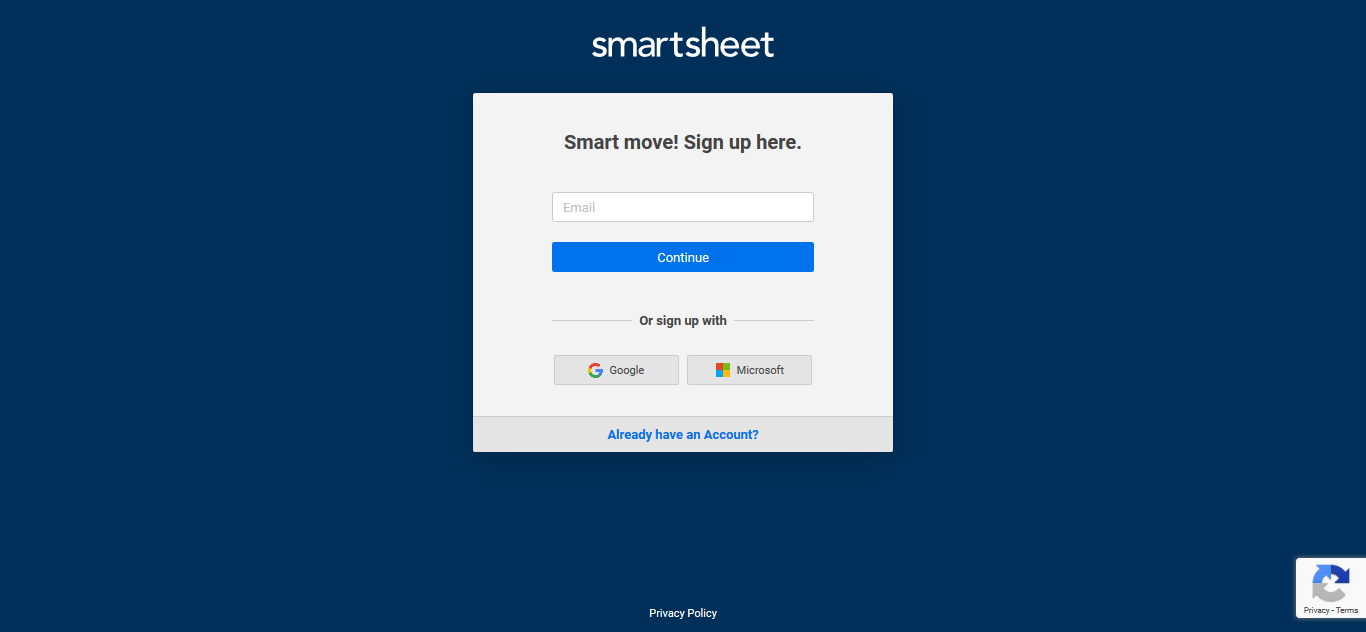 smartsheet
Smart move! Sign up here.
Email
Continue
Or sign up with
Google
Microsoft
Already have an Account?
Privacy - Terms
Privacy Policy